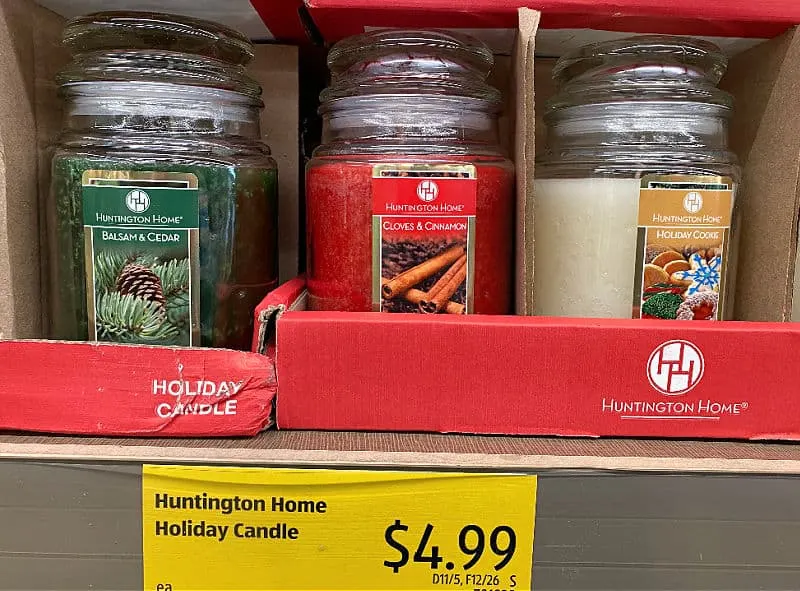 HUNTINGTON HOME®
BALSAM & CEDAR
HUNTINGTON HOME®
CLOVES & CINNAMON
HUNTINGTON HOME®
HOLIDAY COOKIE
HOLIDAY
CANDLE
HUNTINGTON HOME®
Huntington Home
Holiday Candle
$4.99
D11/5, F12/26 S
ea